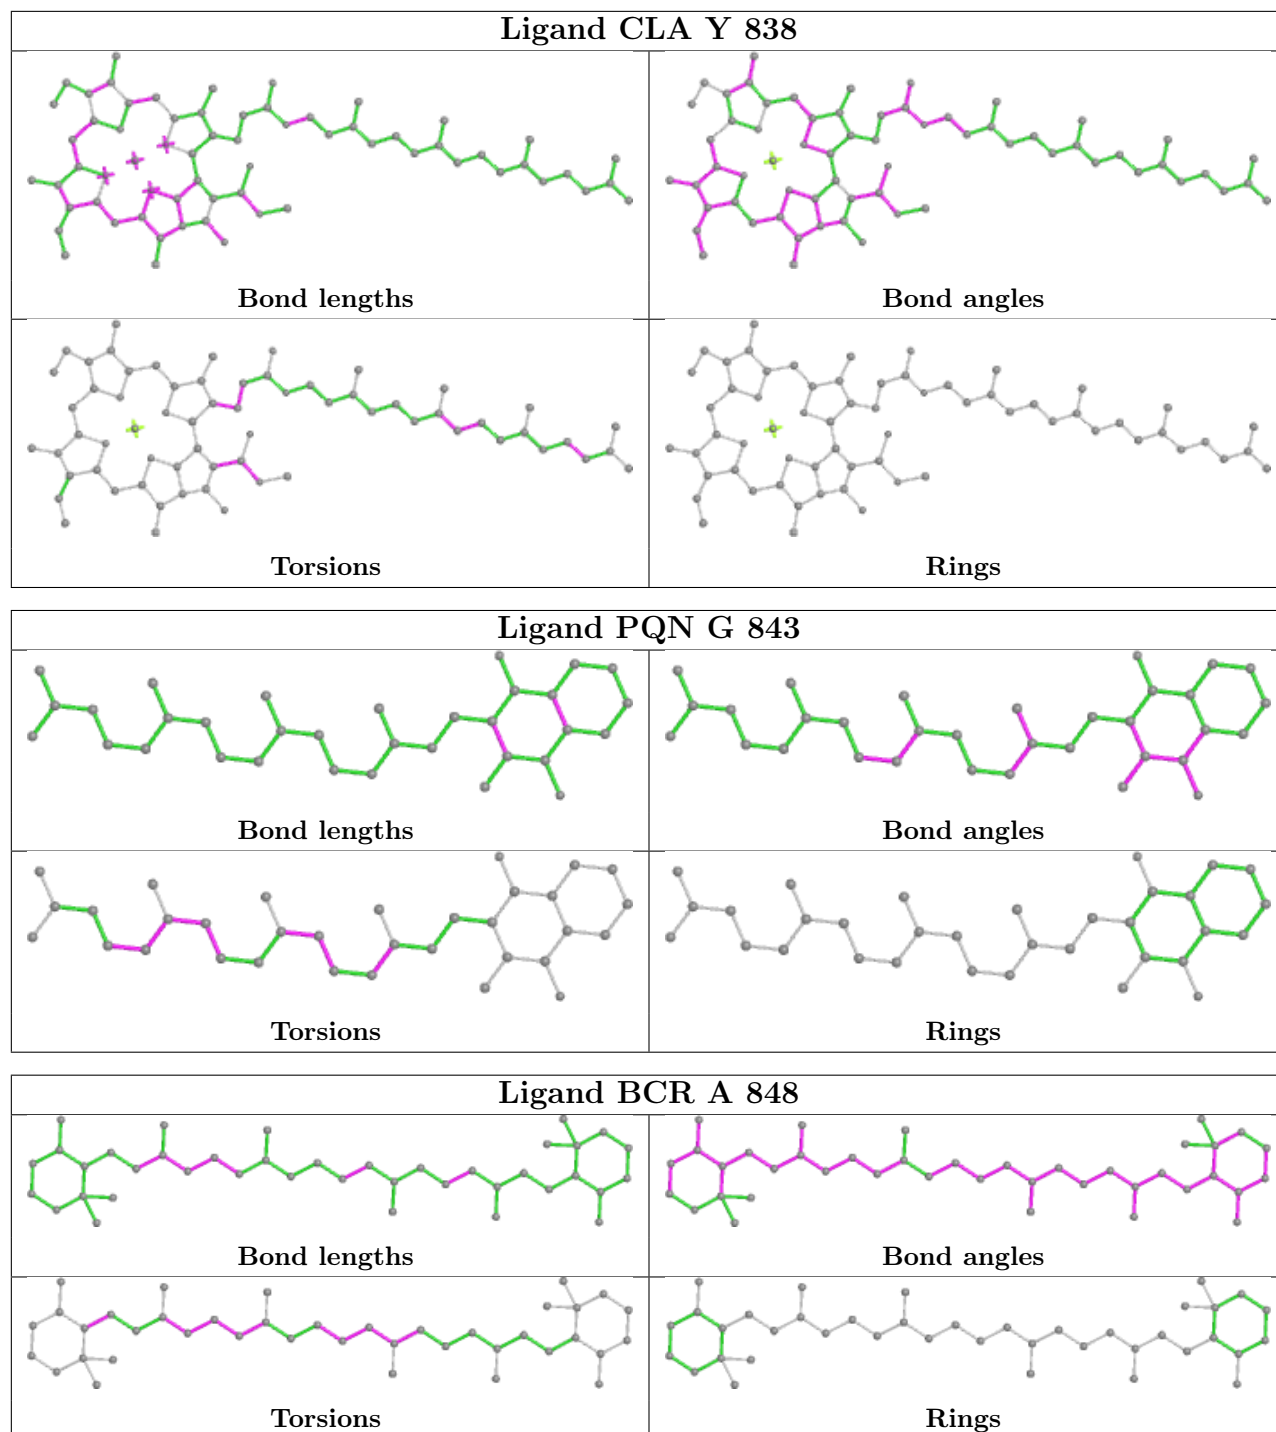 Ligand CLA Y 838
Bond lengths
Bond angles
Torsions
Rings
Ligand PQN G 843
Bond lengths
Bond angles
Torsions
Rings
Ligand BCR A 848
Bond lengths
Bond angles
Torsions
Rings